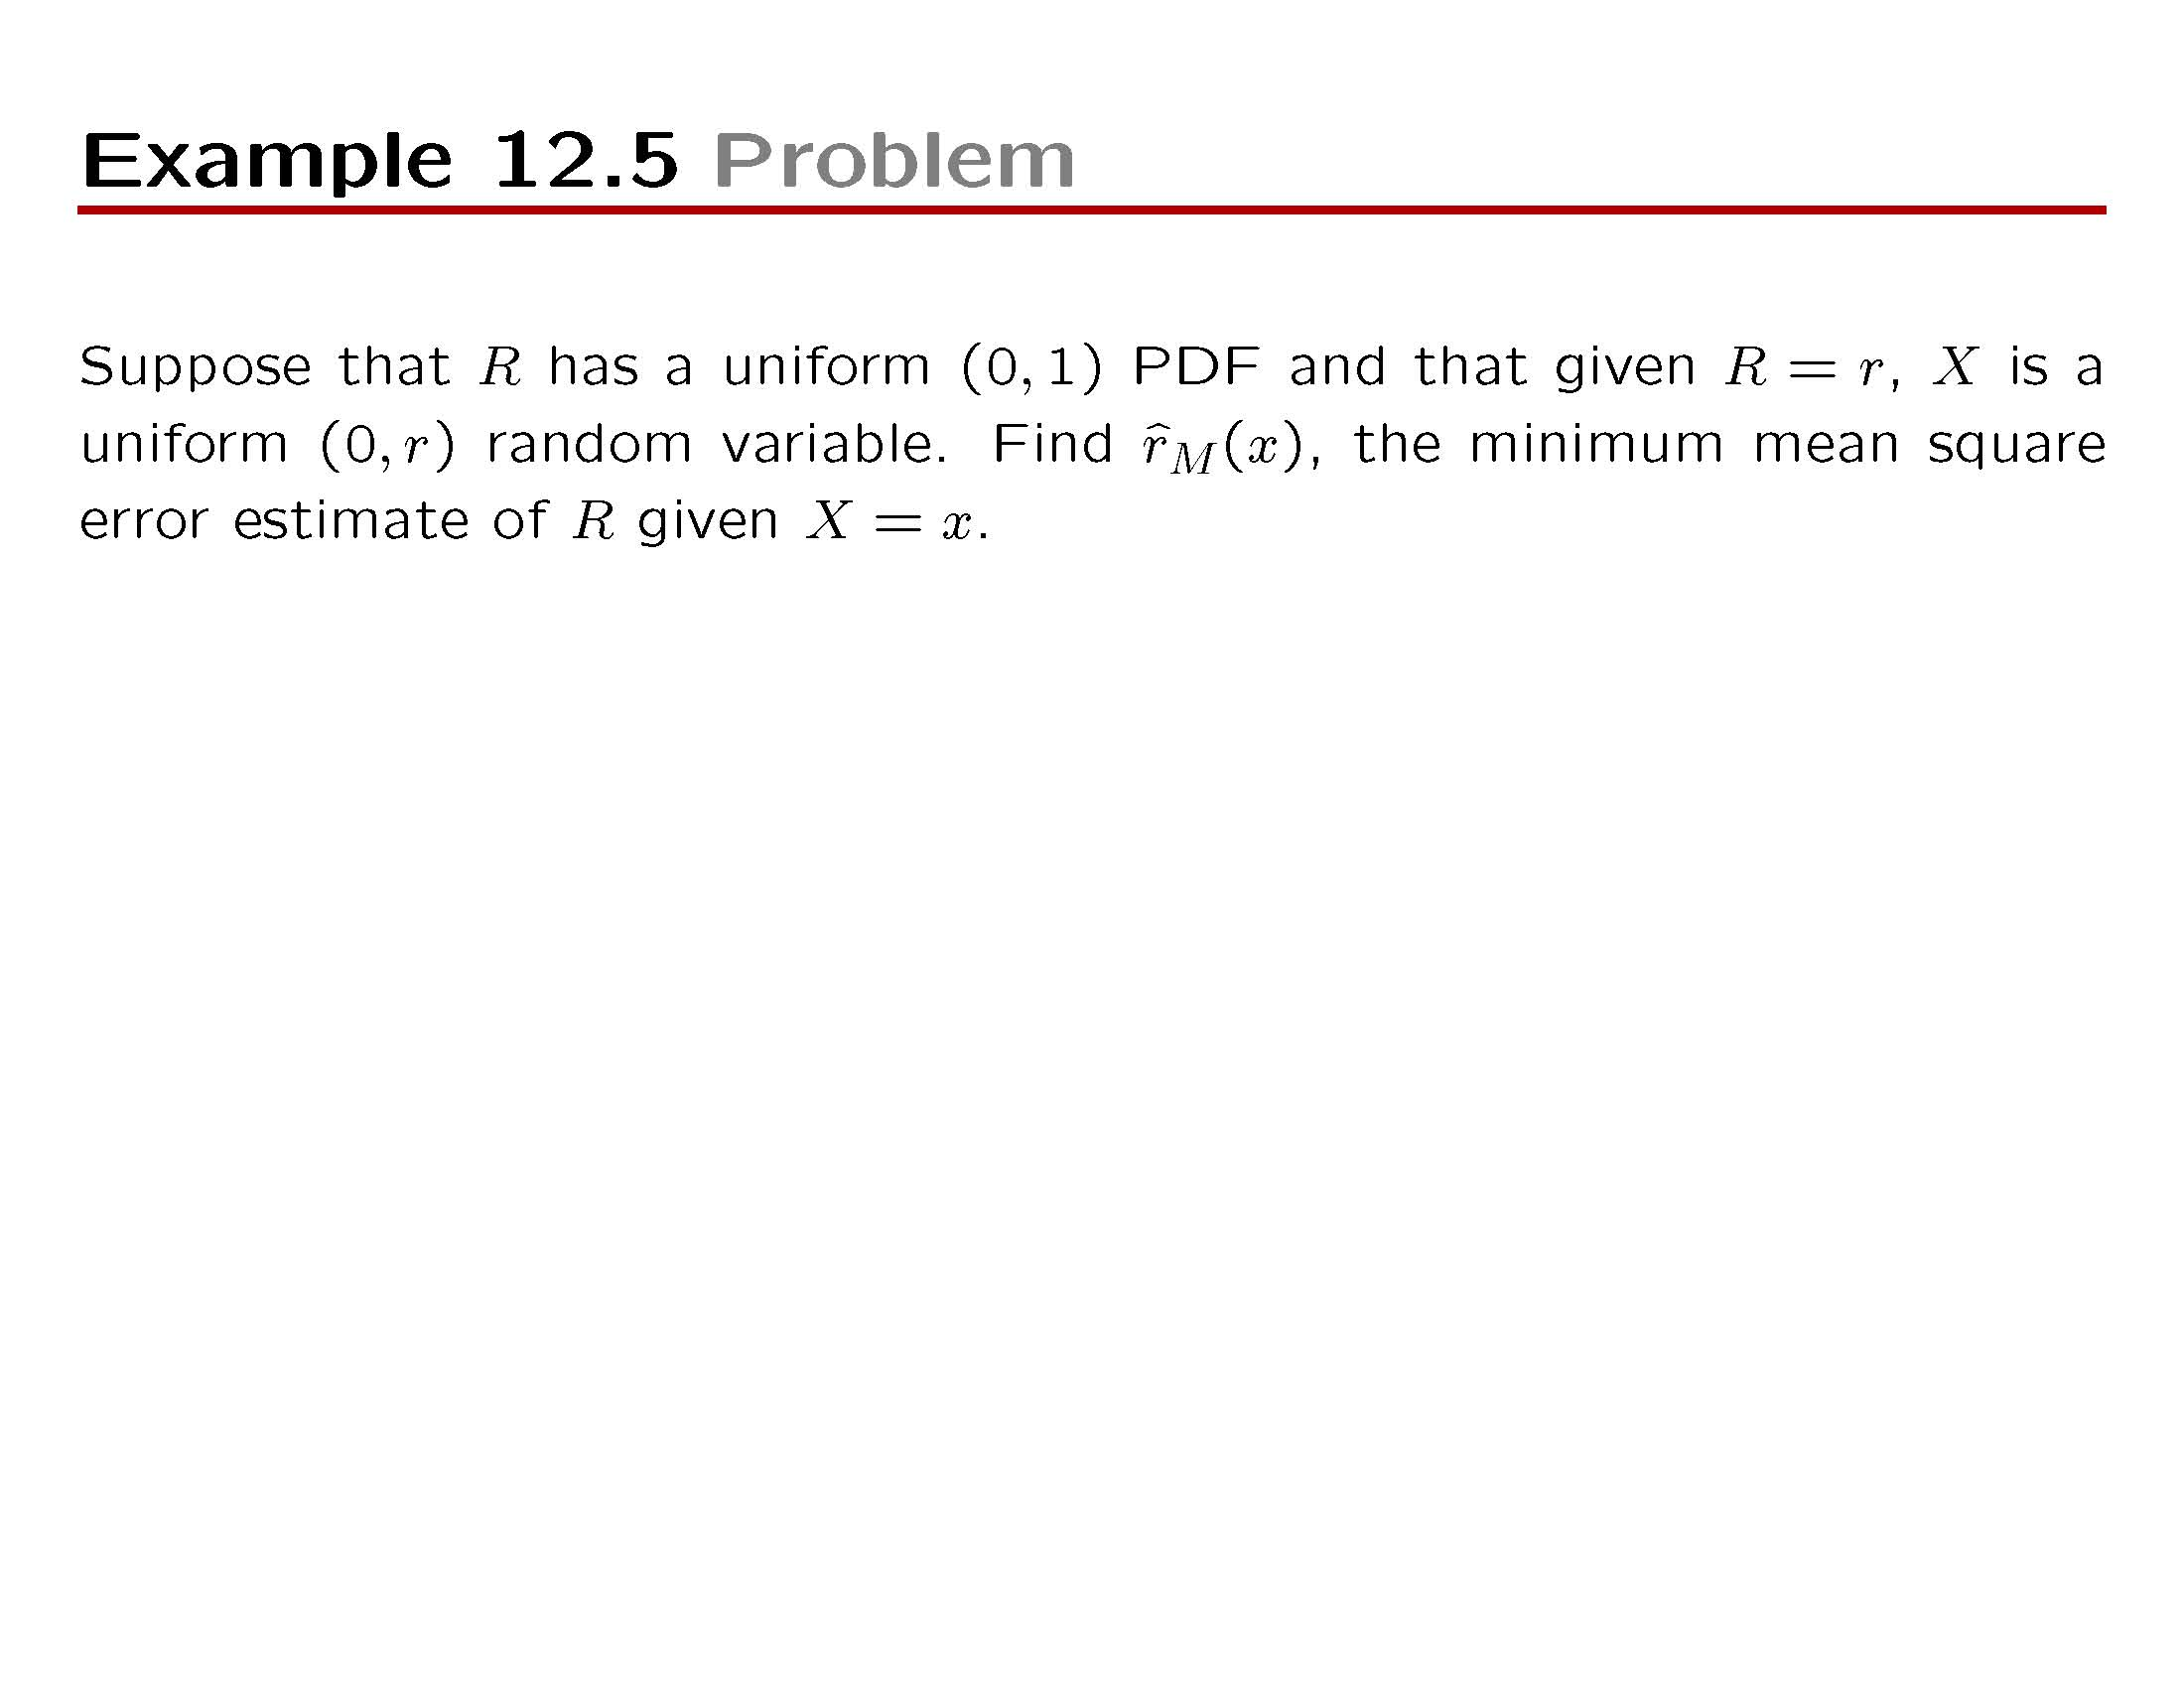 Example 12.5 Problem
Suppose that R has a uniform (0, 1) PDF and that given R = r, X is a
uniform (0, r) random variable. Find r̂_M(x), the minimum mean square
error estimate of R given X = x.